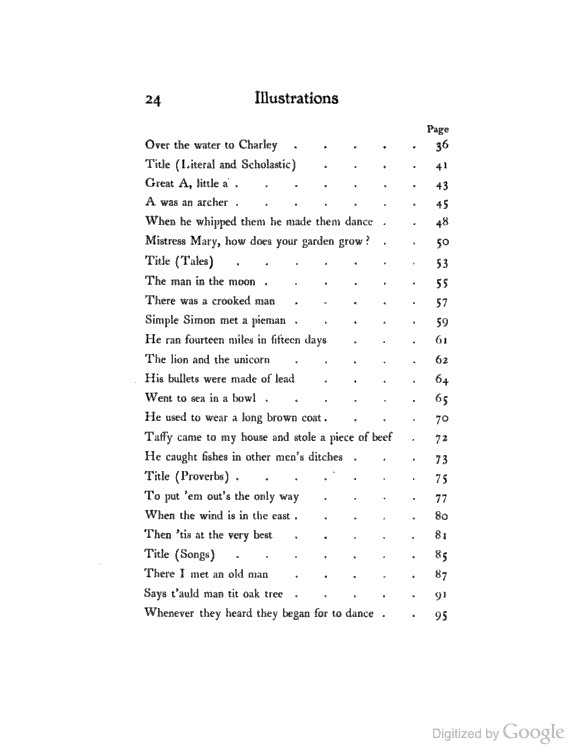 24 Illustrations
Page
Over the water to Charley . . . . . 36
Title (Literal and Scholastic) . . . . 41
Great A, little a . . . . . . . 43
A was an archer . . . . . . . 45
When he whipped them he made them dance . . 48
Mistress Mary, how does your garden grow? . . 50
Title (Tales) . . . . . . . 53
The man in the moon . . . . . . 55
There was a crooked man . . . . . 57
Simple Simon met a pieman . . . . . 59
He ran fourteen miles in fifteen days . . . 61
The lion and the unicorn . . . . . 62
His bullets were made of lead . . . . 64
Went to sea in a bowl . . . . . . 65
He used to wear a long brown coat . . . . 70
Taffy came to my house and stole a piece of beef . 72
He caught fishes in other men's ditches . . . 73
Title (Proverbs) . . . . . . . 75
To put 'em out's the only way . . . . 77
When the wind is in the east . . . . . 80
Then 'tis at the very best . . . . . 81
Title (Songs) . . . . . . . 85
There I met an old man . . . . . 87
Says t'auld man tit oak tree . . . . . 91
Whenever they heard they began for to dance . . 95
Digitized by Google